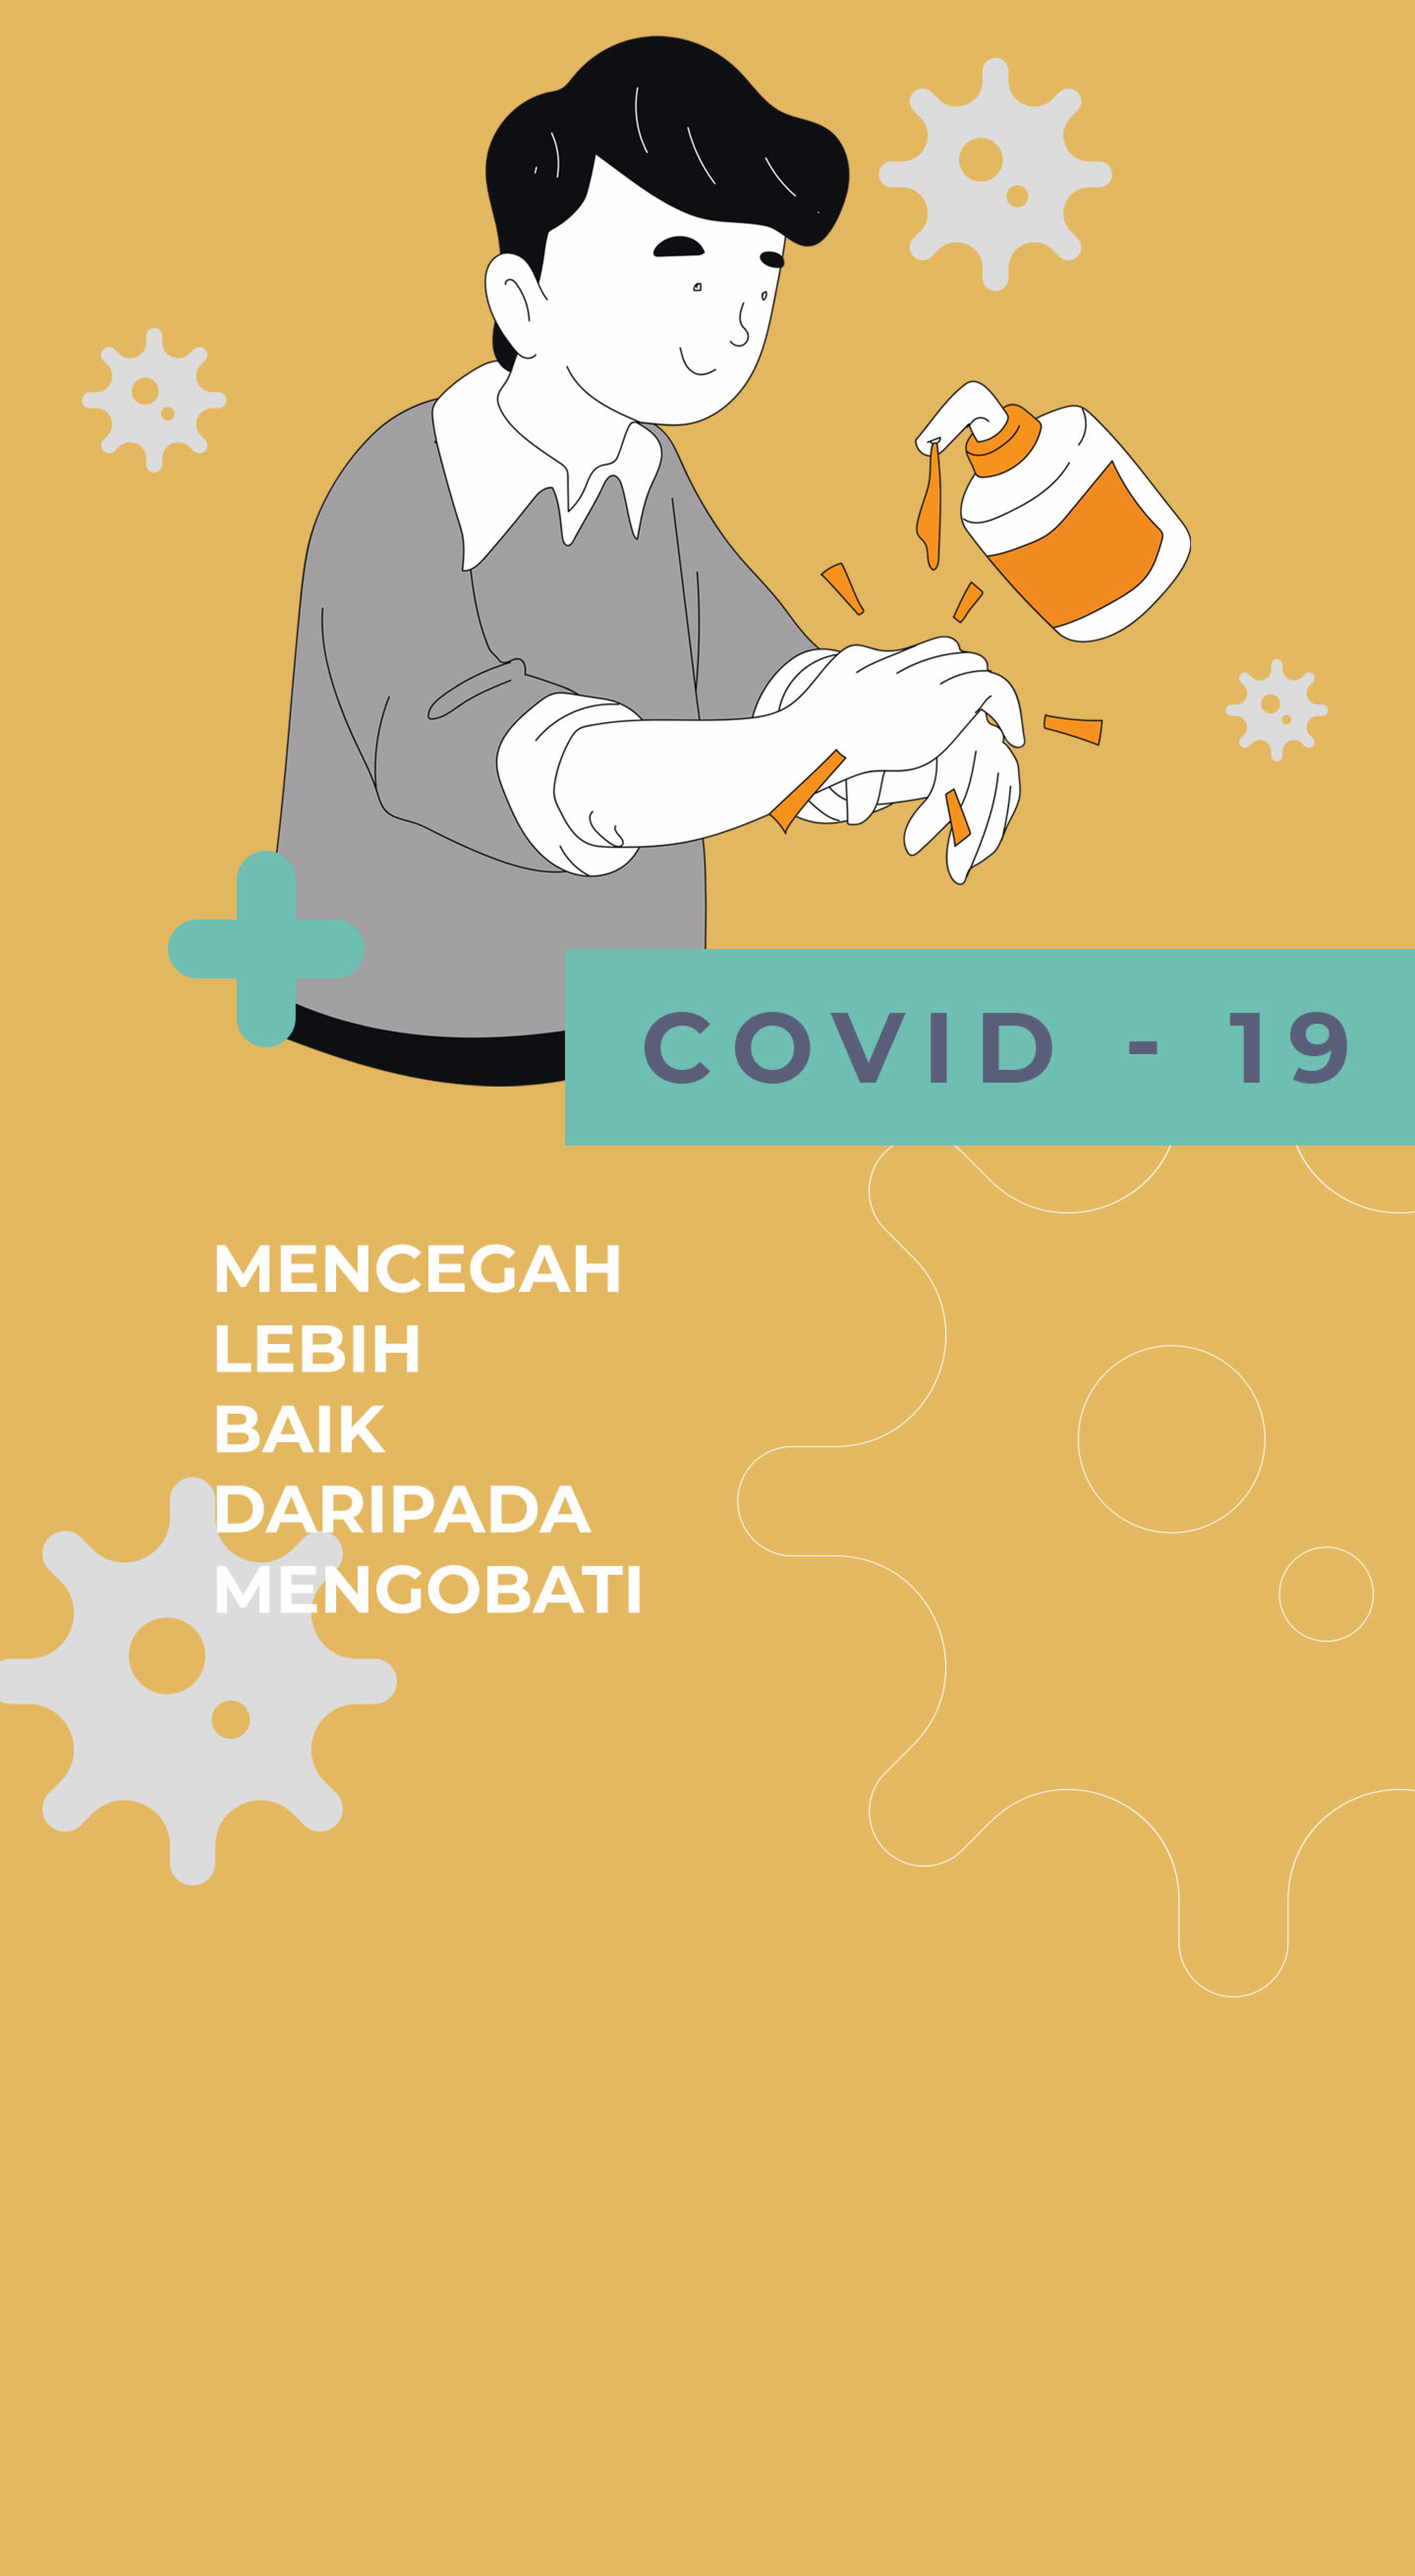 COVID - 19
MENCEGAH
LEBIH
BAIK
DARIPADA
MENGOBATI